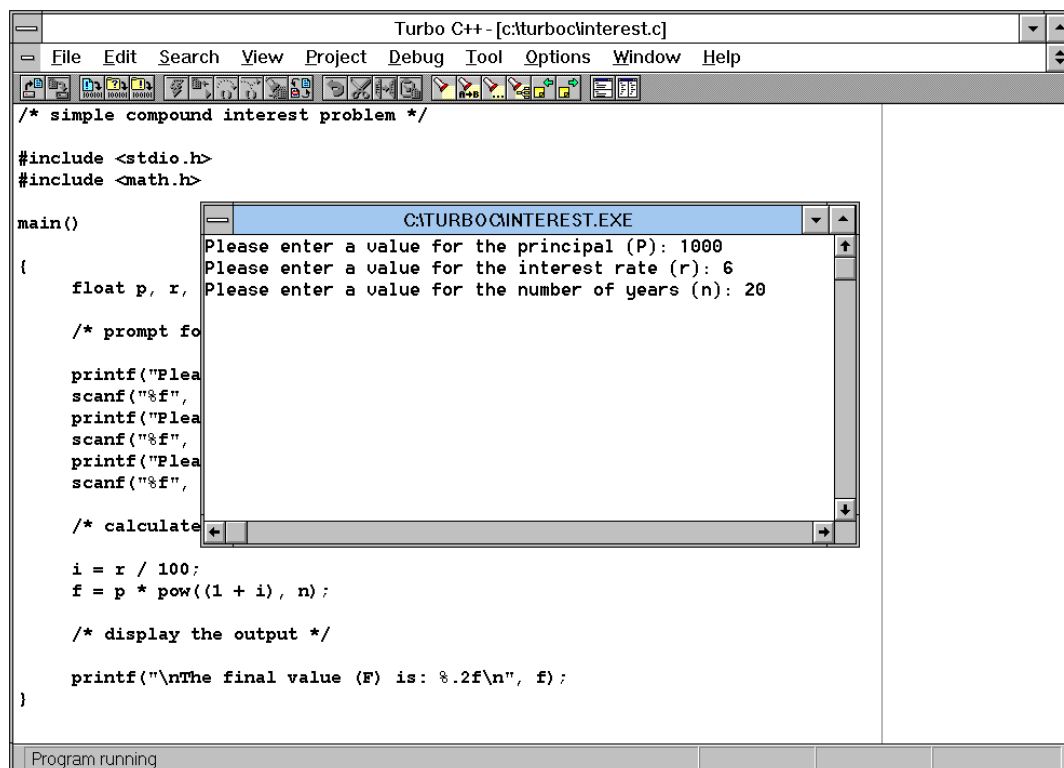 Turbo C++ - [c:\turboc\interest.c]
File Edit Search View Project Debug Tool Options Window Help
/* simple compound interest problem */
#include <stdio.h>
#include <math.h>
main()
{
float p, r,
/* prompt fo
printf("Plea
scanf("%f",
printf("Plea
scanf("%f",
printf("Plea
scanf("%f",
/* calculate
i = r / 100;
f = p * pow((1 + i), n);
/* display the output */
printf("\nThe final value (F) is: %.2f\n", f);
}
C:\TURBOC\INTEREST.EXE
Please enter a value for the principal (P): 1000
Please enter a value for the interest rate (r): 6
Please enter a value for the number of years (n): 20
Program running